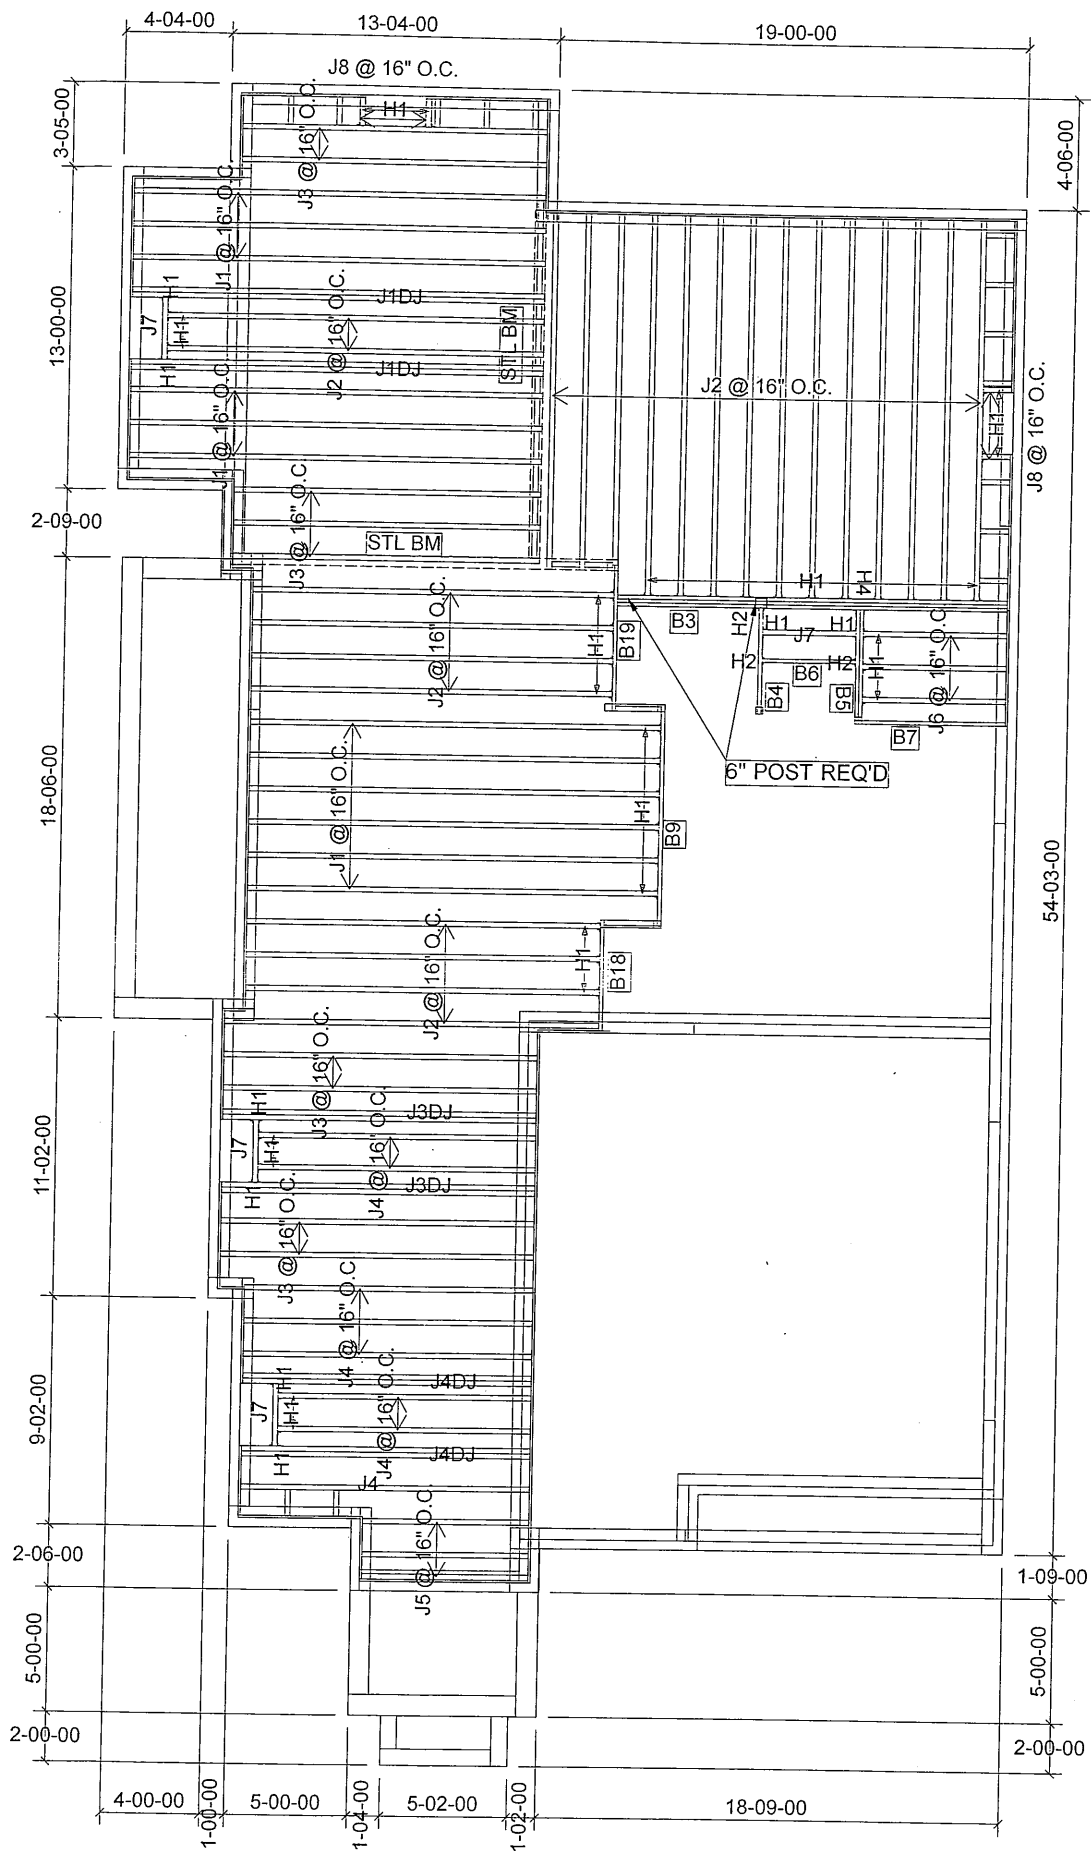 4-04-00
13-04-00
19-00-00
J8 @ 16" O.C.
3-05-00
4-06-00
H1
J3 @ 16" O.C.
J1 @ 16" O.C.
13-00-00
H1
J7
H1
H1
J1DJ
J2 @ 16" O.C.
J1DJ
STL BM
J2 @ 16" O.C.
H1
J8 @ 16" O.C.
J1 @ 16" O.C.
2-09-00
J3 @ 16" O.C.
STL BM
H1
H4
B19
B3
H2
H1
J7
H1
H2
B6
H2
B4
B5
H1
J6 @ 16" O.C.
B7
6" POST REQ'D
H1
J2 @ 16" O.C.
18-06-00
J1 @ 16" O.C.
H1
B9
54-03-00
J2 @ 16" O.C.
H1
B18
J3 @ 16" O.C.
11-02-00
H1
J7
H1
H1
J3DJ
J4 @ 16" O.C.
J3DJ
J3 @ 16" O.C.
J4 @ 16" O.C.
9-02-00
H1
J7
H1
H1
J4DJ
J4 @ 16" O.C.
J4DJ
J4
2-06-00
J5 @ 16" O.C.
1-09-00
5-00-00
5-00-00
2-00-00
2-00-00
4-00-00
1-00-00
5-00-00
1-04-00
5-02-00
1-02-00
18-09-00